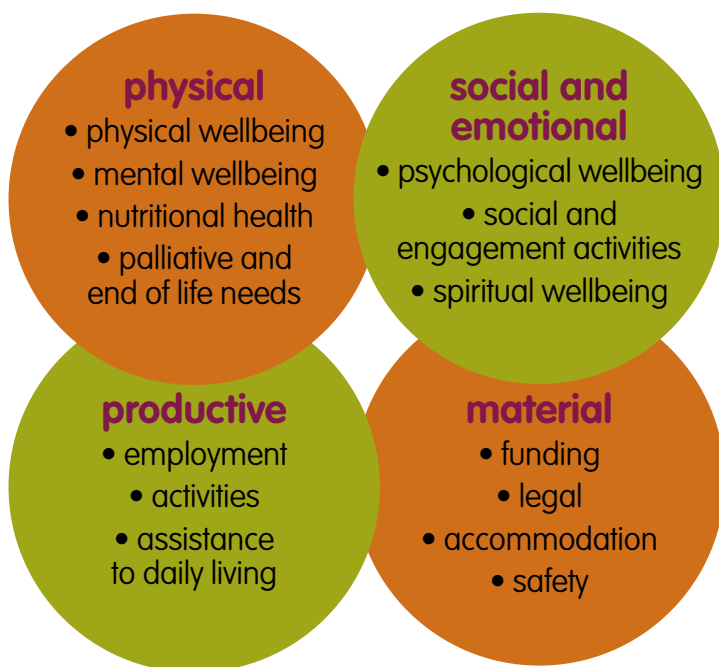 physical
• physical wellbeing
• mental wellbeing
• nutritional health
• palliative and
end of life needs
social and
emotional
• psychological wellbeing
• social and
engagement activities
• spiritual wellbeing
productive
• employment
• activities
• assistance
to daily living
material
• funding
• legal
• accommodation
• safety